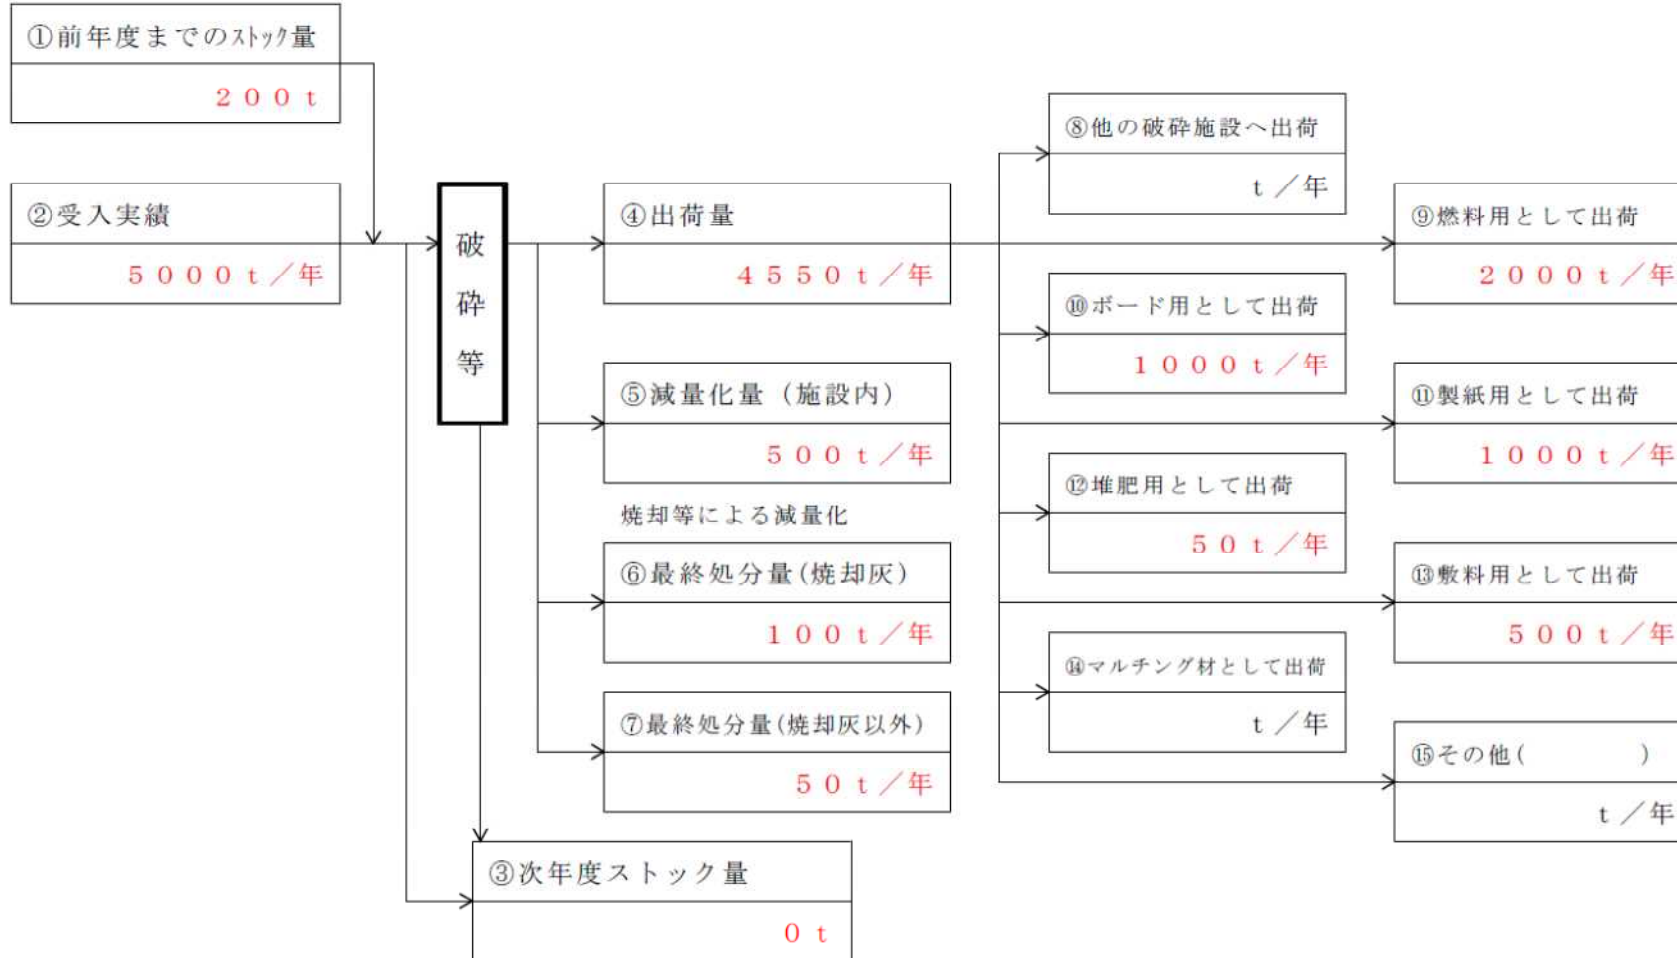 ①前年度までのストック量
２００ｔ
②受入実績
５０００ｔ／年
破
砕
等
④出荷量
４５５０ｔ／年
⑤減量化量（施設内）
５００ｔ／年
焼却等による減量化
⑥最終処分量(焼却灰)
１００ｔ／年
⑦最終処分量(焼却灰以外)
５０ｔ／年
③次年度ストック量
０ｔ
⑧他の破砕施設へ出荷
ｔ／年
⑨燃料用として出荷
２０００ｔ／年
⑩ボード用として出荷
１０００ｔ／年
⑪製紙用として出荷
１０００ｔ／年
⑫堆肥用として出荷
５０ｔ／年
⑬敷料用として出荷
５００ｔ／年
⑭マルチング材として出荷
ｔ／年
⑮その他(　　　　)
ｔ／年